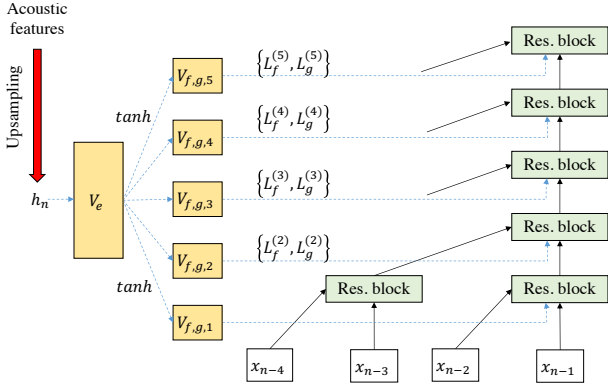 Acoustic
features
Upsampling
h_n
V_e
tanh
tanh
V_{f,g,5}
V_{f,g,4}
V_{f,g,3}
V_{f,g,2}
V_{f,g,1}
{L_f^{(5)}, L_g^{(5)}}
{L_f^{(4)}, L_g^{(4)}}
{L_f^{(3)}, L_g^{(3)}}
{L_f^{(2)}, L_g^{(2)}}
Res. block
Res. block
Res. block
Res. block
Res. block
Res. block
x_{n-4}
x_{n-3}
x_{n-2}
x_{n-1}